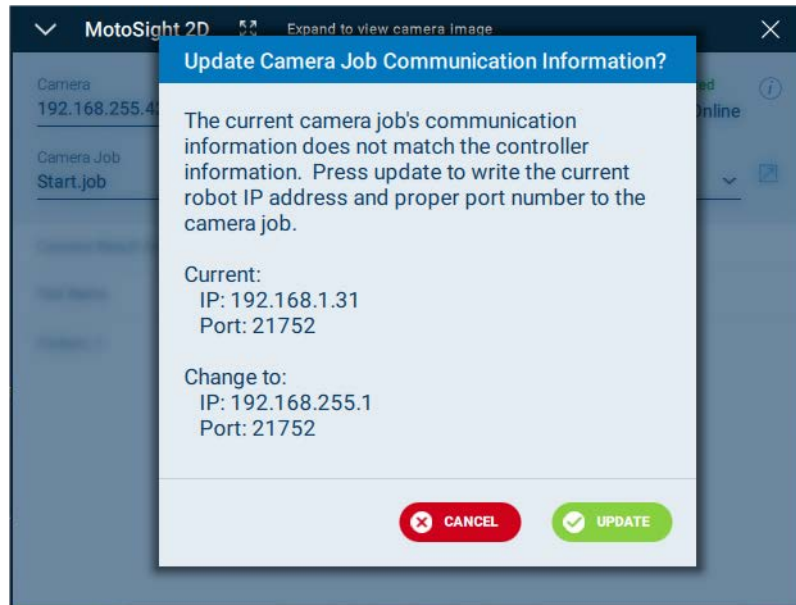 MotoSight 2D
Expand to view camera image
Update Camera Job Communication Information?
Camera
192.168.255.4
Online
Camera Job
Start.job
The current camera job's communication
information does not match the controller
information. Press update to write the current
robot IP address and proper port number to the
camera job.
Current:
IP: 192.168.1.31
Port: 21752
Change to:
IP: 192.168.255.1
Port: 21752
CANCEL
UPDATE